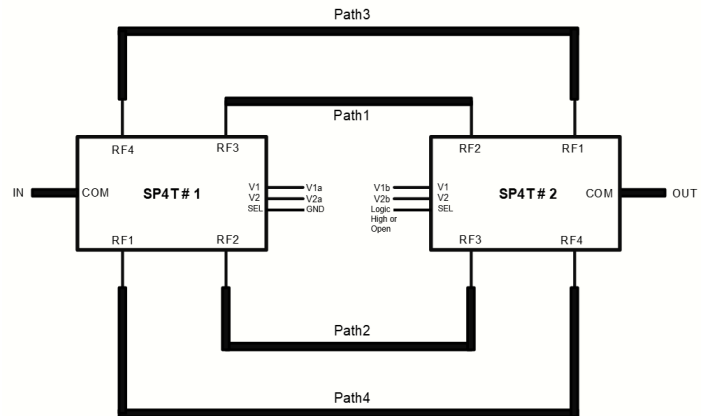 Path3
Path1
RF4 RF3
RF2 RF1
IN COM SP4T# 1
V1 V1a
V2 V2a
SEL GND
V1b V1
V2b V2
Logic High or Open SEL
SP4T# 2 COM OUT
RF1 RF2
RF3 RF4
Path2
Path4